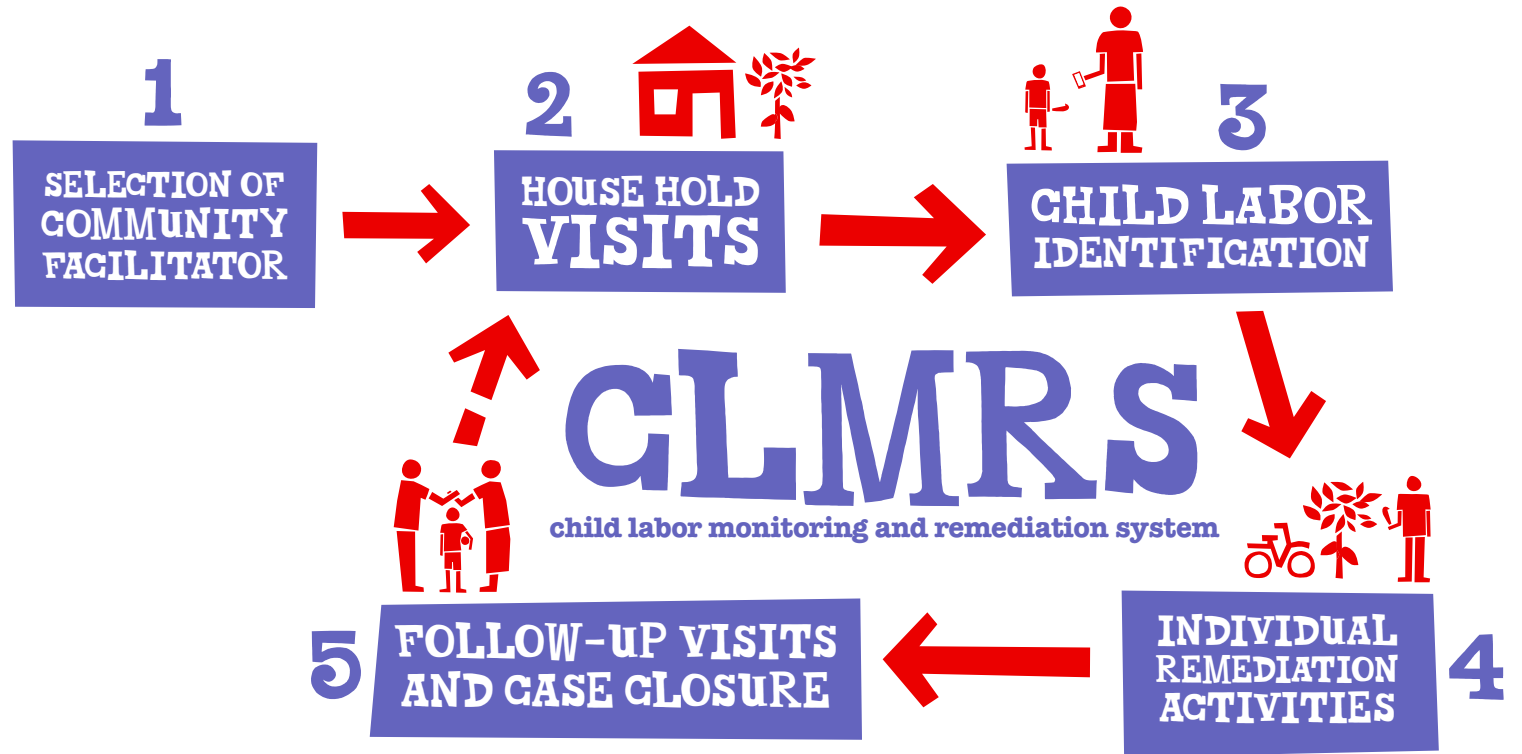 1
SELECTION OF
COMMUNITY
FACILITATOR
2
HOUSE HOLD
VISITS
3
CHILD LABOR
IDENTIFICATION
CLMRS
child labor monitoring and remediation system
4
INDIVIDUAL
REMEDIATION
ACTIVITIES
5
FOLLOW-UP VISITS
AND CASE CLOSURE